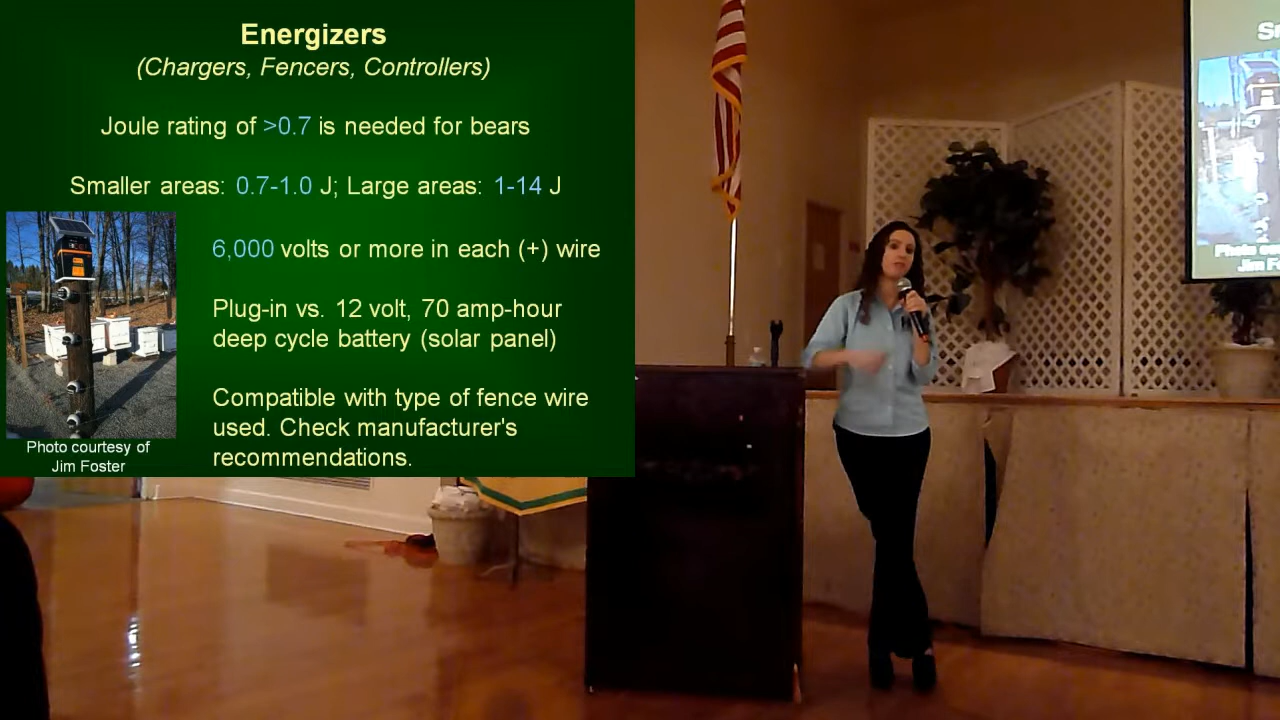 Energizers
(Chargers, Fencers, Controllers)
Joule rating of >0.7 is needed for bears
Smaller areas: 0.7-1.0 J; Large areas: 1-14 J
6,000 volts or more in each (+) wire
Plug-in vs. 12 volt, 70 amp-hour
deep cycle battery (solar panel)
Compatible with type of fence wire
used. Check manufacturer's
recommendations.
Photo courtesy of
Jim Foster